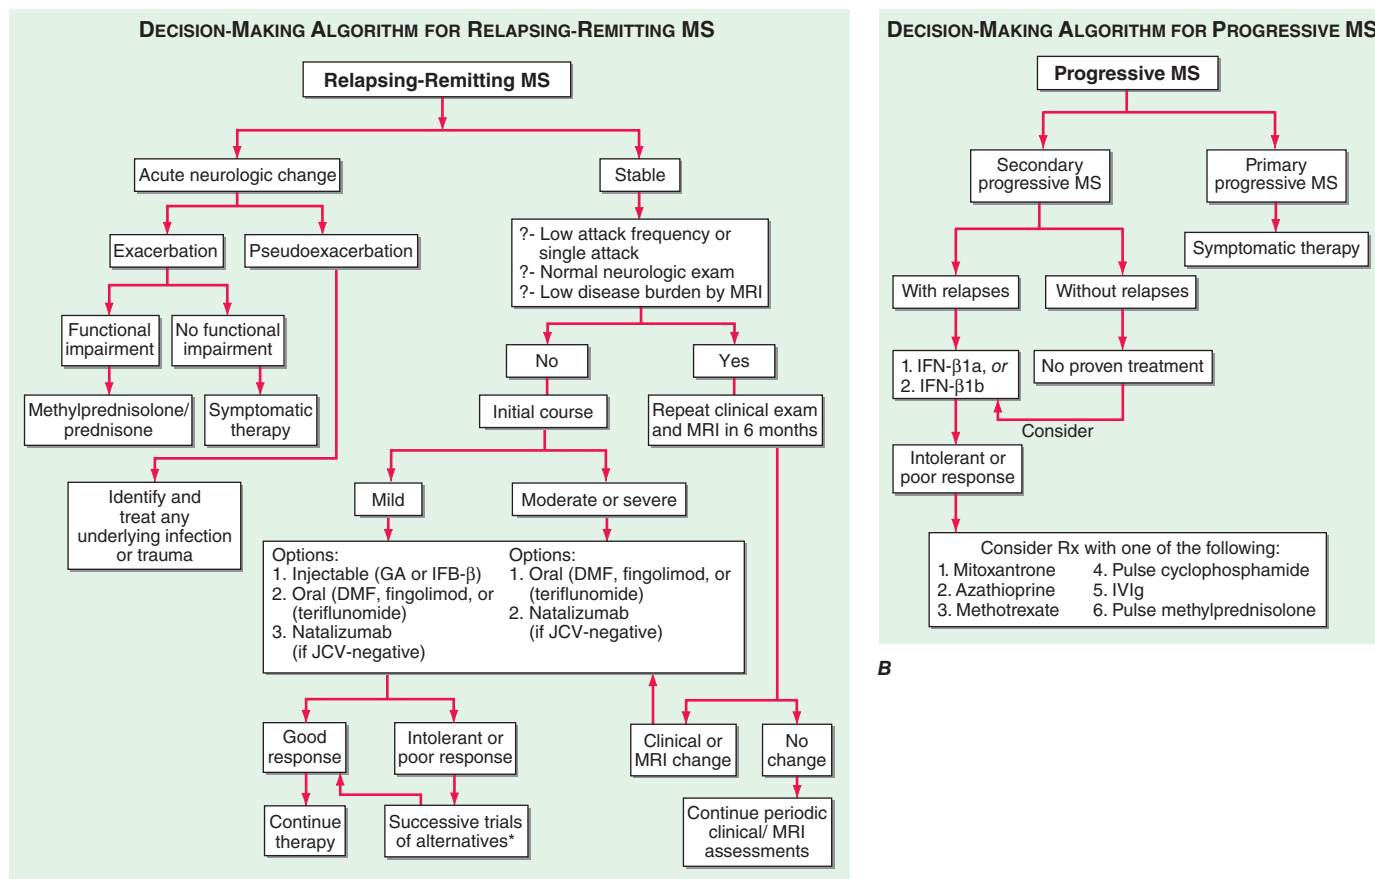 DECISION-MAKING ALGORITHM FOR RELAPSING-REMITTING MS
Relapsing-Remitting MS
Acute neurologic change
Stable
Exacerbation
Pseudoexacerbation
?- Low attack frequency or
single attack
?- Normal neurologic exam
?- Low disease burden by MRI
Functional
impairment
No functional
impairment
No
Yes
Methylprednisolone/
prednisone
Symptomatic
therapy
Initial course
Repeat clinical exam
and MRI in 6 months
Identify and
treat any
underlying infection
or trauma
Mild
Moderate or severe
Options:
1. Injectable (GA or IFB-β)
2. Oral (DMF, fingolimod, or
(teriflunomide)
3. Natalizumab
(if JCV-negative)
Options:
1. Oral (DMF, fingolimod, or
(teriflunomide)
2. Natalizumab
(if JCV-negative)
Good
response
Intolerant or
poor response
Clinical or
MRI change
No
change
Continue
therapy
Successive trials
of alternatives*
Continue periodic
clinical/ MRI
assessments
DECISION-MAKING ALGORITHM FOR PROGRESSIVE MS
Progressive MS
Secondary
progressive MS
Primary
progressive MS
Symptomatic therapy
With relapses
Without relapses
1. IFN-β1a, or
2. IFN-β1b
No proven treatment
Consider
Intolerant or
poor response
Consider Rx with one of the following:
1. Mitoxantrone
2. Azathioprine
3. Methotrexate
4. Pulse cyclophosphamide
5. IVIg
6. Pulse methylprednisolone
B